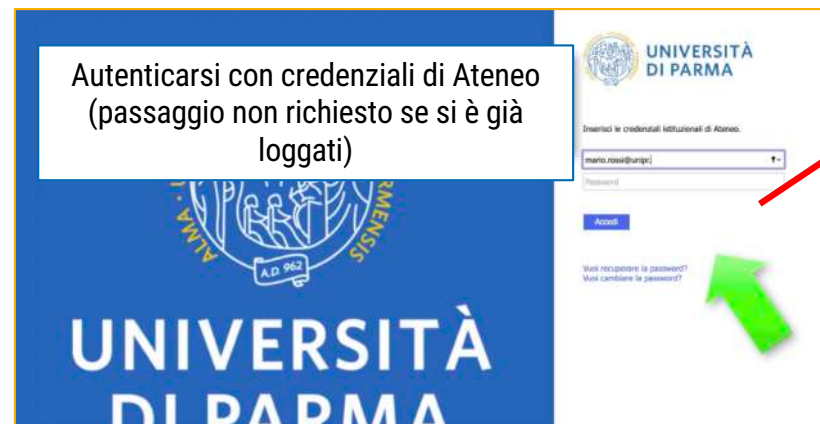 Autenticarsi con credenziali di Ateneo
(passaggio non richiesto se si è già
loggati)
UNIVERSITÀ
DI PARMA
Inserisci le credenziali istituzionali di Ateneo.
mario.rossi@unipr.
Password
Accedi
Vuoi recuperare la password?
Vuoi cambiare la password?
ALMA
RMENSIS
A.D. 962
UNIVERSITÀ
DI PARMA